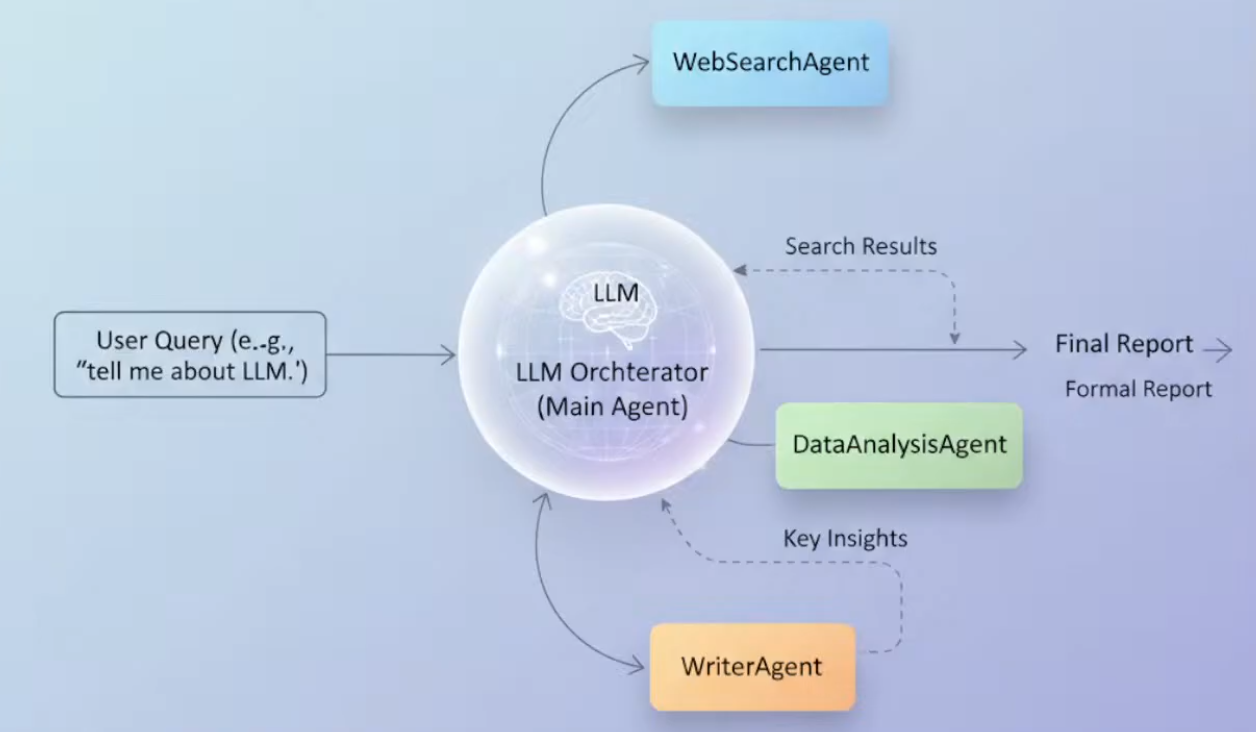 WebSearchAgent
Search Results
LLM
User Query (e.-g.,
"tell me about LLM.')
LLM Orchterator
(Main Agent)
Final Report
Formal Report
DataAnalysisAgent
Key Insights
WriterAgent